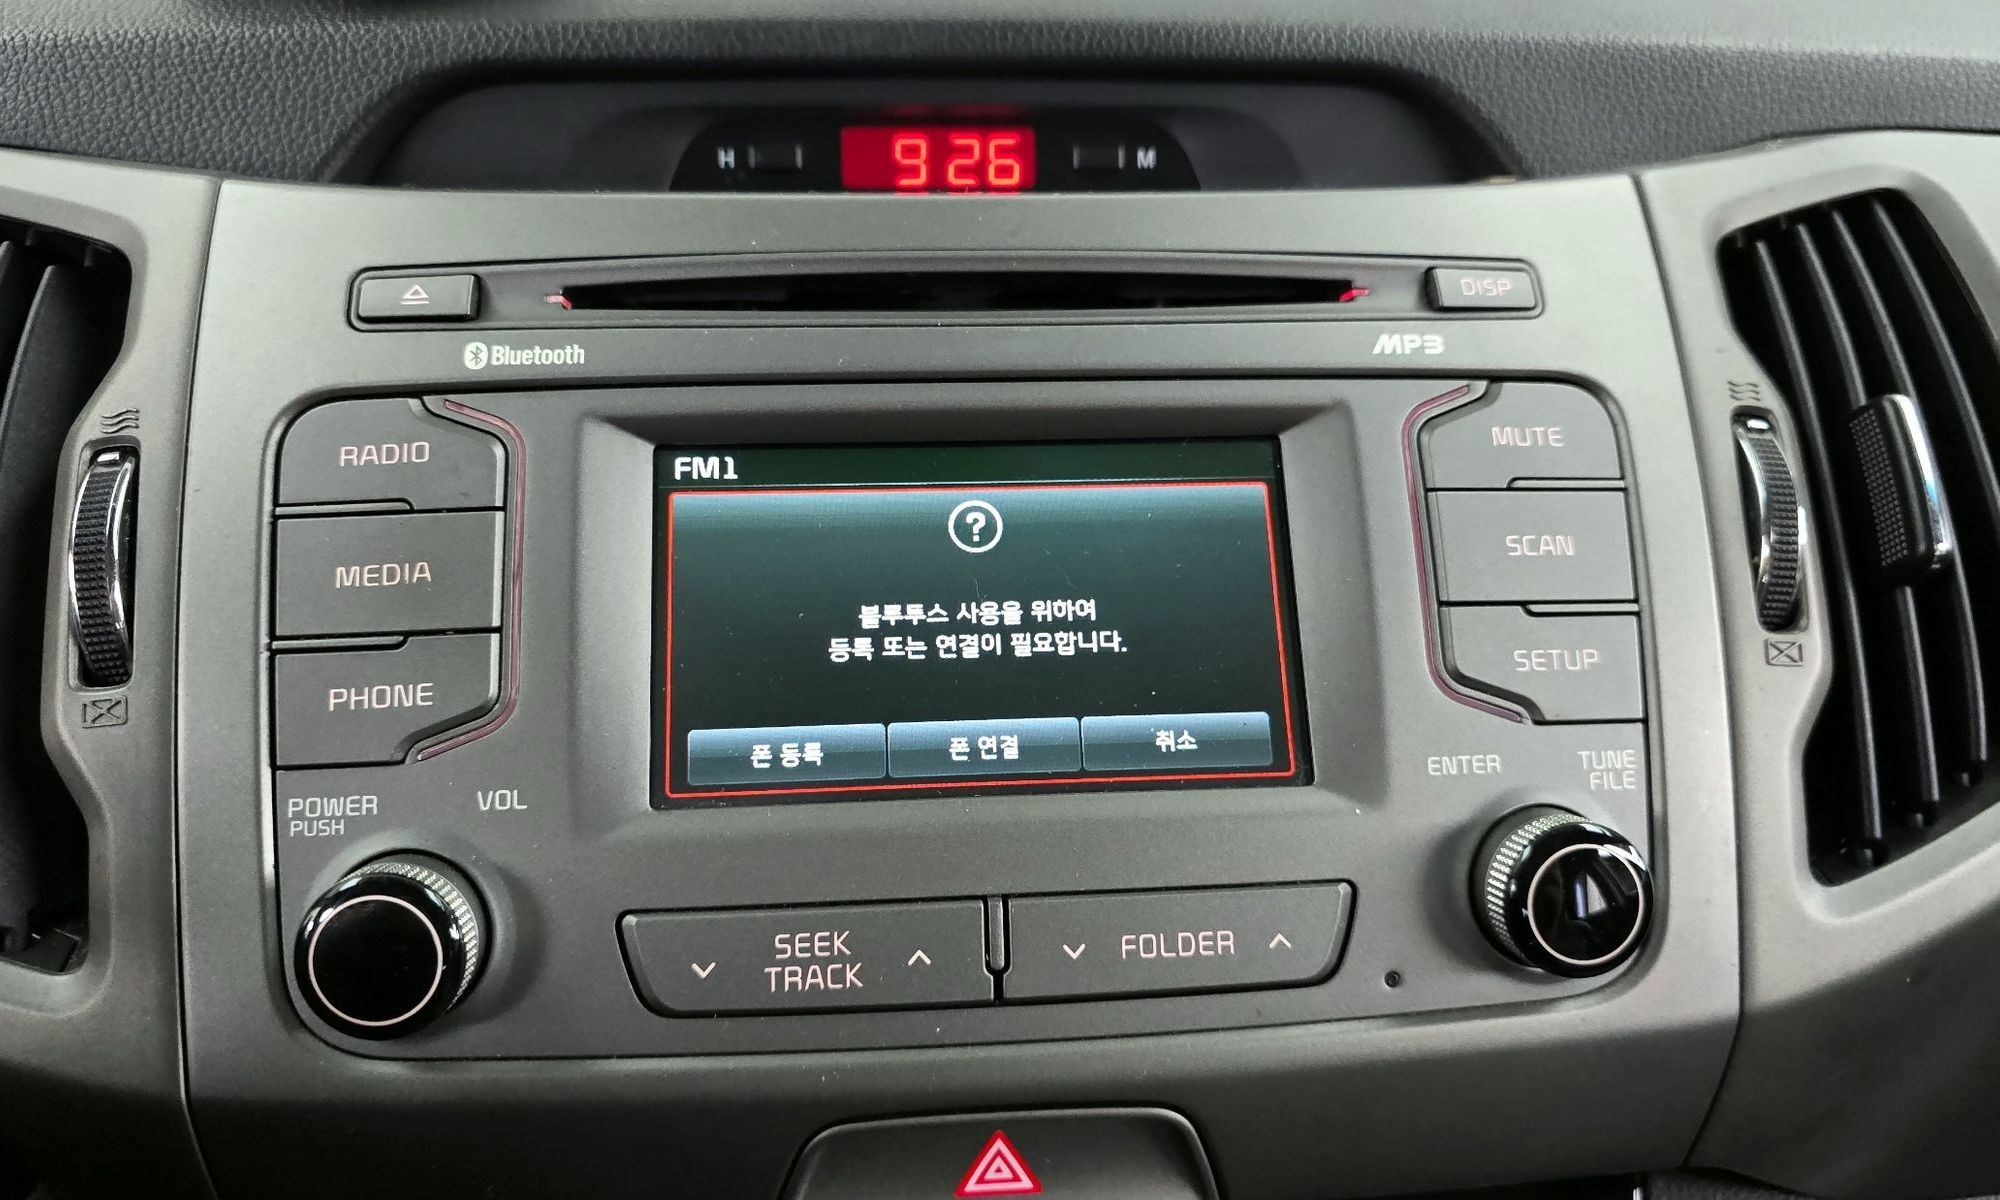 H
9:26
M
DISP
Bluetooth
MP3
RADIO
MEDIA
PHONE
FM1
?
블루투스 사용을 위하여
등록 또는 연결이 필요합니다.
폰 등록
폰 연결
취소
MUTE
SCAN
SETUP
POWER
PUSH
VOL
ENTER
TUNE
FILE
SEEK
TRACK
FOLDER